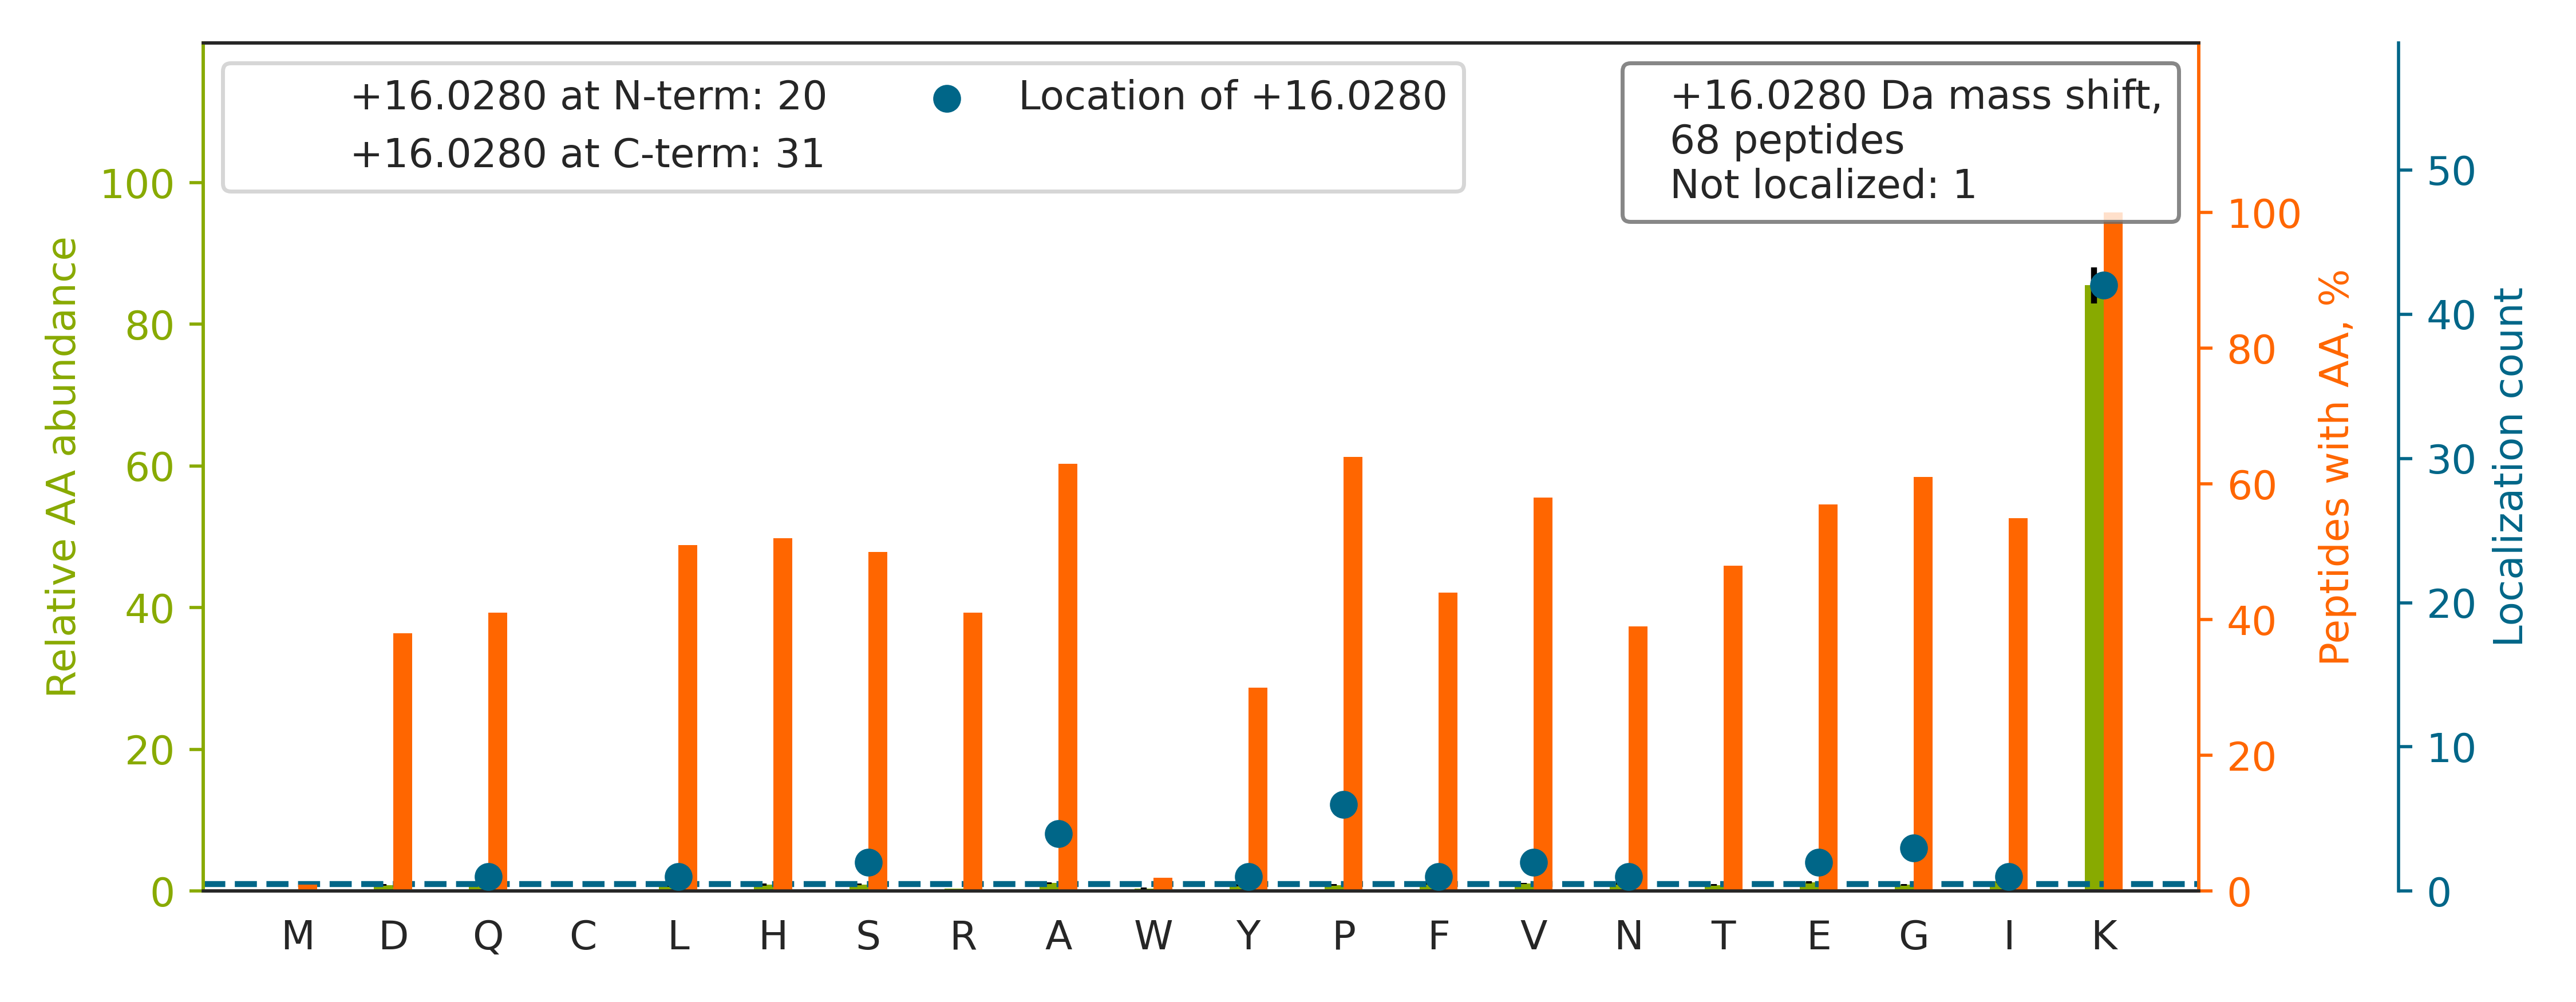 +16.0280 at N-term: 20
+16.0280 at C-term: 31
Location of +16.0280
+16.0280 Da mass shift,
68 peptides
Not localized: 1
Relative AA abundance
100
80
60
40
20
0
Peptides with AA, %
100
80
60
40
20
0
Localization count
50
40
30
20
10
0
M D Q C L H S R A W Y P F V N T E G I K